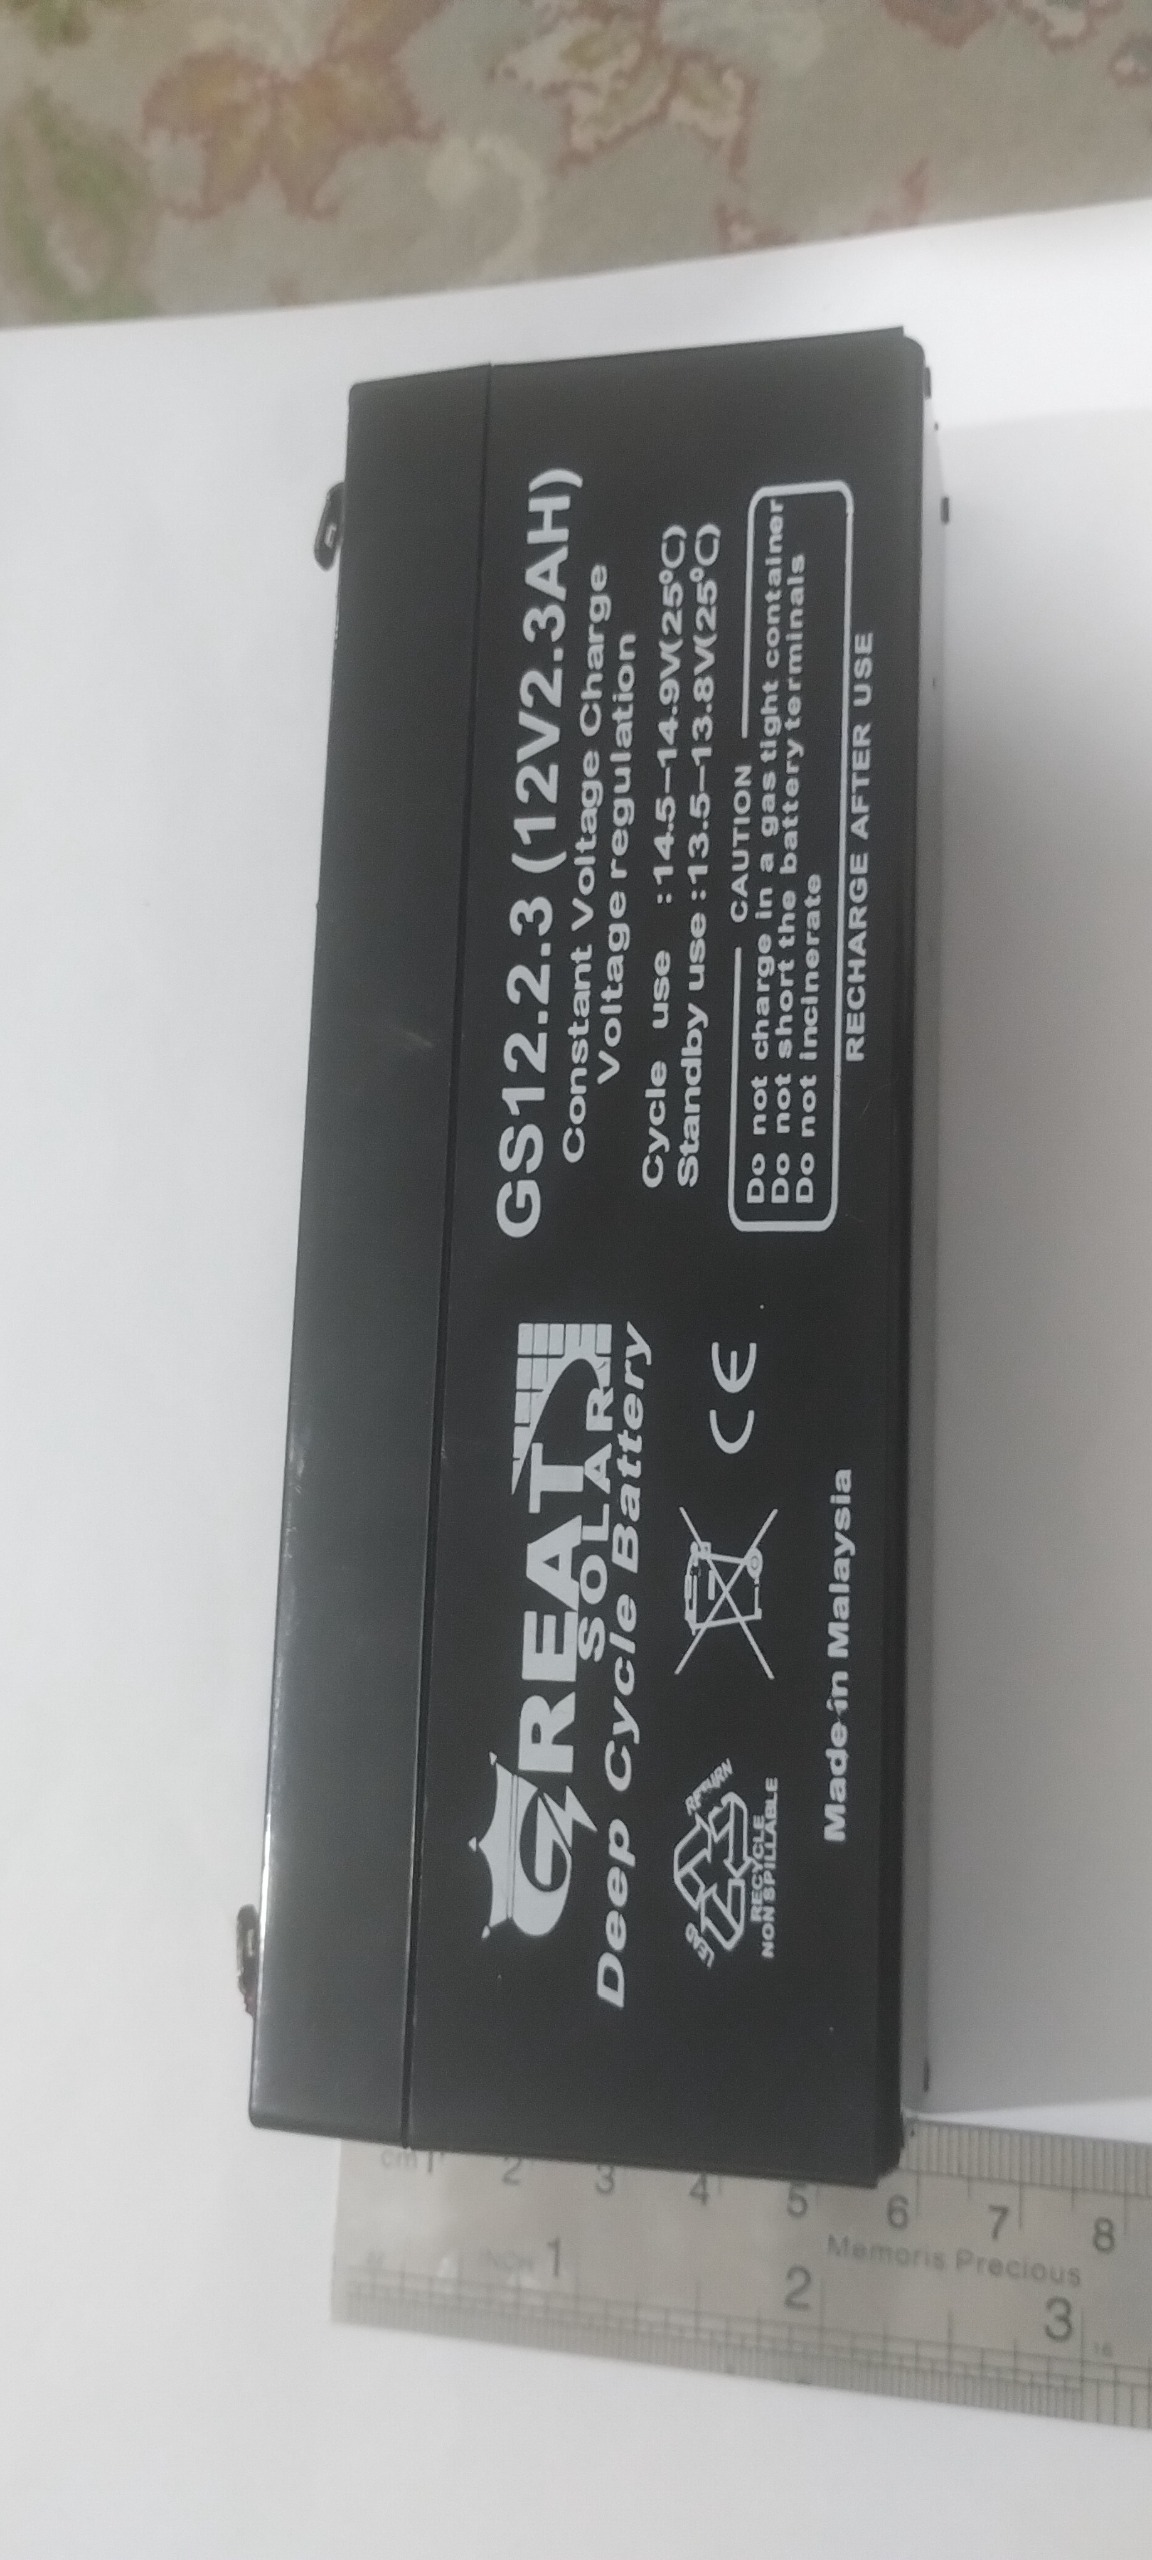 GREAT
SOLAR
Deep Cycle Battery
LEAD
RETURN
RECYCLE
NONSPILLABLE
CE
Made in Malaysia
GS12.2.3 (12V2.3AH)
Constant Voltage Charge
Voltage regulation
Cycle use : 14.5–14.9V(25°C)
Standby use : 13.5–13.8V(25°C)
CAUTION
Do not charge in a gas tight container
Do not short the battery terminals
Do not incinerate
RECHARGE AFTER USE
cm 1 2 3 4 5 6 7 8
Memoris Precious
INCH 1 2 3
16